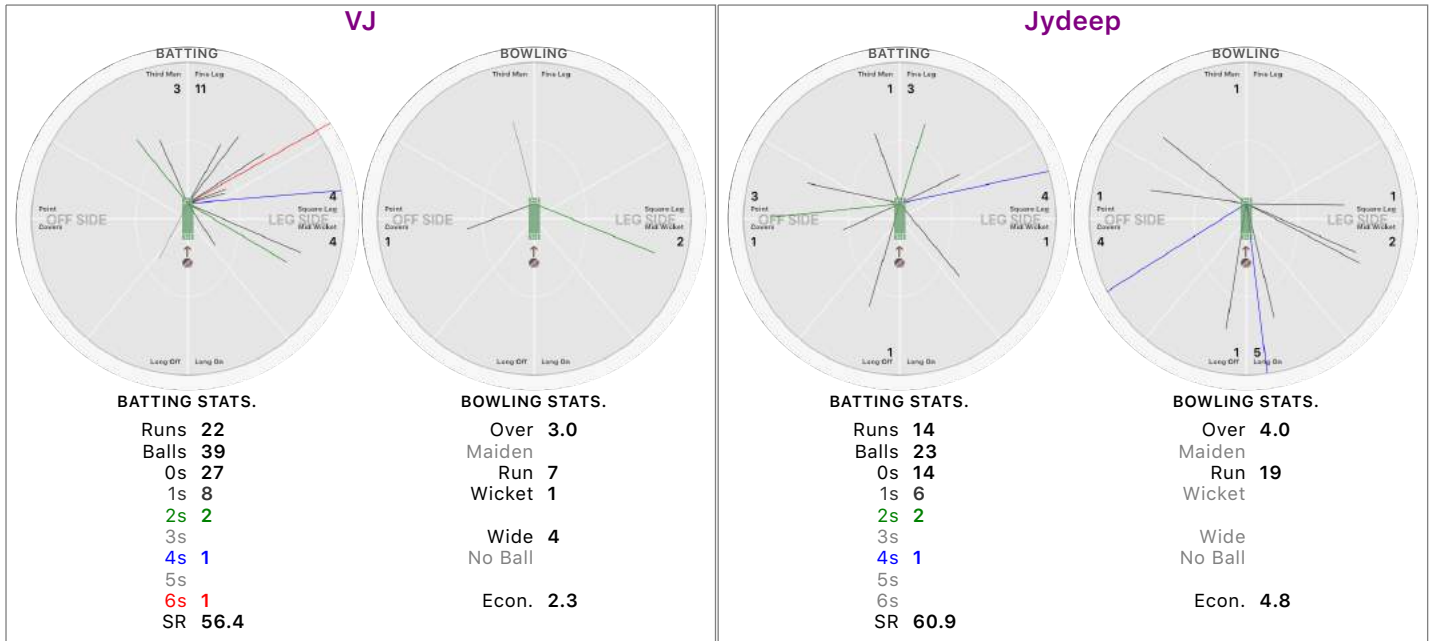 VJ
BATTING
Third Man Fine Leg
3 11
4
Point Square Leg
OFF SIDE LEG SIDE
Covers Mid Wicket
4
Long Off Long On
BOWLING
Third Man Fine Leg
Point Square Leg
OFF SIDE LEG SIDE
Covers Mid Wicket
1 2
Long Off Long On
BATTING STATS.
Runs 22
Balls 39
0s 27
1s 8
2s 2
3s
4s 1
5s
6s 1
SR 56.4
BOWLING STATS.
Over 3.0
Maiden
Run 7
Wicket 1
Wide 4
No Ball
Econ. 2.3
Jydeep
BATTING
Third Man Fine Leg
1 3
3 4
Point Square Leg
OFF SIDE LEG SIDE
Covers Mid Wicket
1 1
1
Long Off Long On
BOWLING
Third Man Fine Leg
1
1 1
Point Square Leg
OFF SIDE LEG SIDE
Covers Mid Wicket
4 2
1 5
Long Off Long On
BATTING STATS.
Runs 14
Balls 23
0s 14
1s 6
2s 2
3s
4s 1
5s
6s
SR 60.9
BOWLING STATS.
Over 4.0
Maiden
Run 19
Wicket
Wide
No Ball
Econ. 4.8